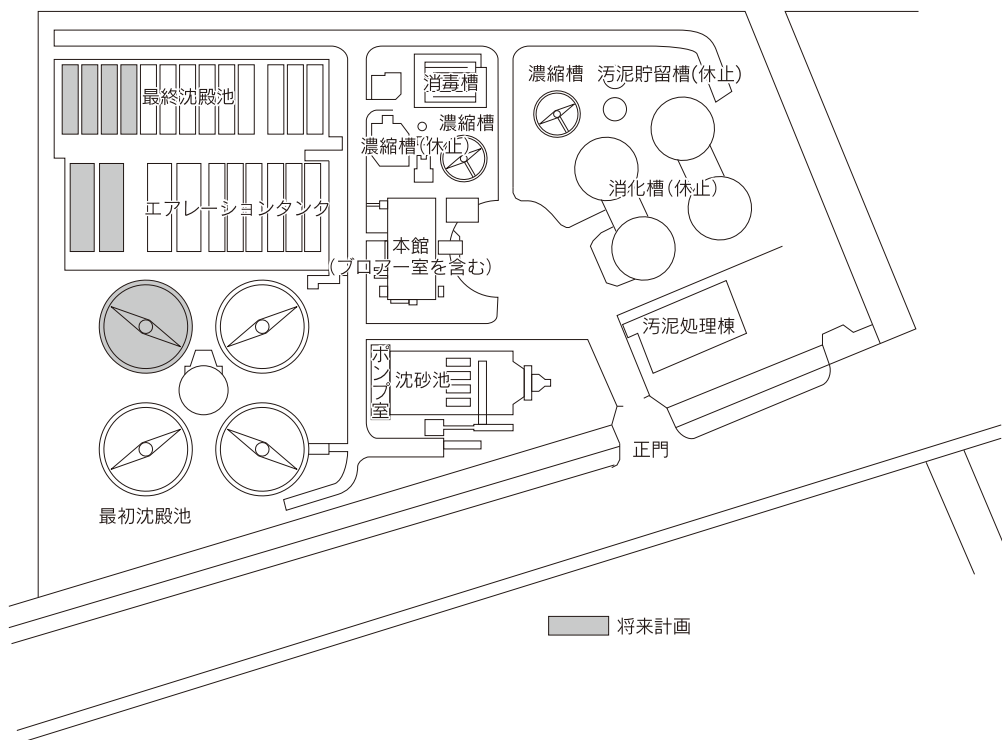 濃縮槽
汚泥貯留槽(休止)
消毒槽
最終沈殿池
濃縮槽
濃縮槽(休止)
消化槽(休止)
エアレーションタンク
本館
(ブロアー室を含む)
汚泥処理棟
ポンプ室
沈砂池
正門
最初沈殿池
将来計画